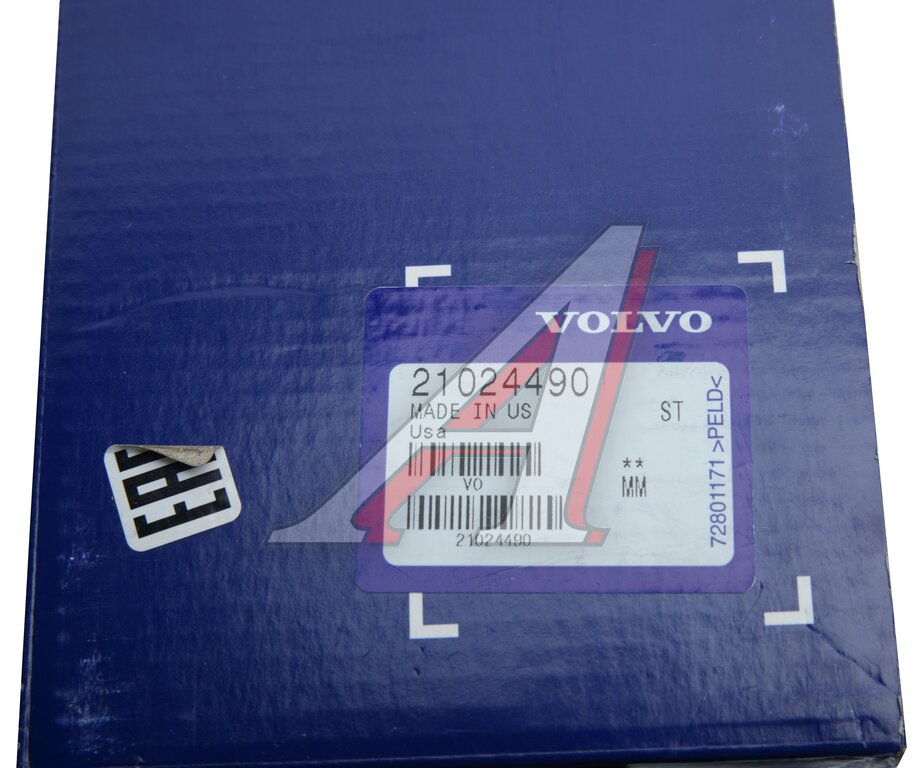 VOLVO
21024490
MADE IN US
Usa
ST
VO
**
MM
21024490
72801171 >PELD<
EAC